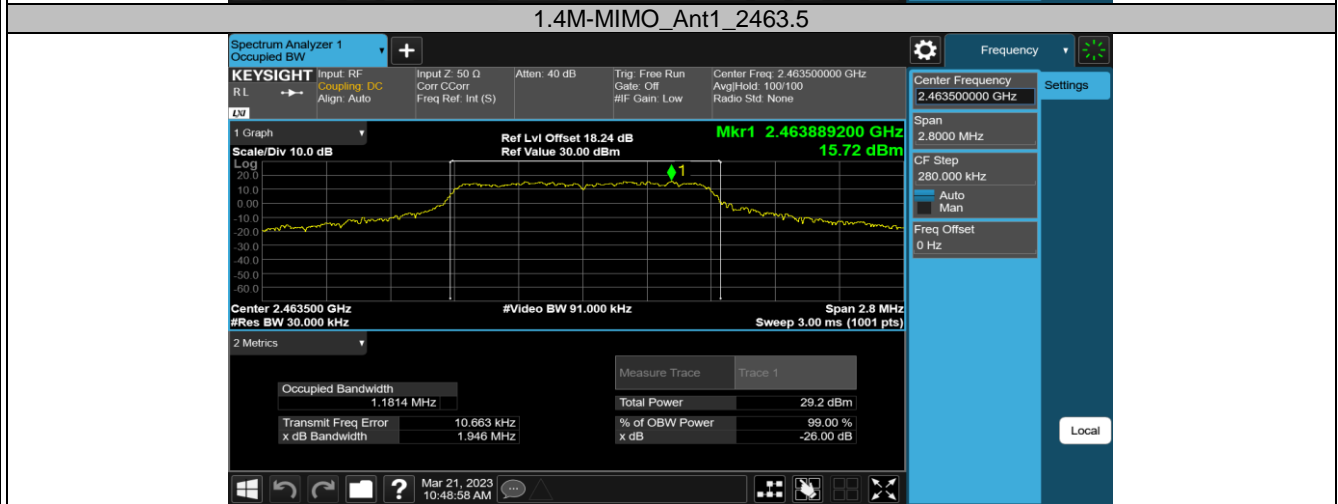 1.4M-MIMO_Ant1_2463.5
Spectrum Analyzer 1
Occupied BW
+
Frequency
KEYSIGHT
RL
LXI
Input: RF
Coupling: DC
Align: Auto
Input Z: 50 Ω
Corr CCorr
Freq Ref: Int (S)
Atten: 40 dB
Trig: Free Run
Gate: Off
#IF Gain: Low
Center Freq: 2.463500000 GHz
Avg|Hold: 100/100
Radio Std: None
Center Frequency
2.463500000 GHz
Settings
Span
2.8000 MHz
CF Step
280.000 kHz
Auto
Man
Freq Offset
0 Hz
1 Graph
Scale/Div 10.0 dB
Ref Lvl Offset 18.24 dB
Ref Value 30.00 dBm
Mkr1 2.463889200 GHz
15.72 dBm
Log
20.0
10.0
0.00
-10.0
-20.0
-30.0
-40.0
-50.0
-60.0
1
Center 2.463500 GHz
#Res BW 30.000 kHz
#Video BW 91.000 kHz
Span 2.8 MHz
Sweep 3.00 ms (1001 pts)
2 Metrics
Measure Trace
Trace 1
Occupied Bandwidth
1.1814 MHz
Total Power
29.2 dBm
Transmit Freq Error
10.663 kHz
% of OBW Power
99.00 %
x dB Bandwidth
1.946 MHz
x dB
-26.00 dB
Local
?
Mar 21, 2023
10:48:58 AM